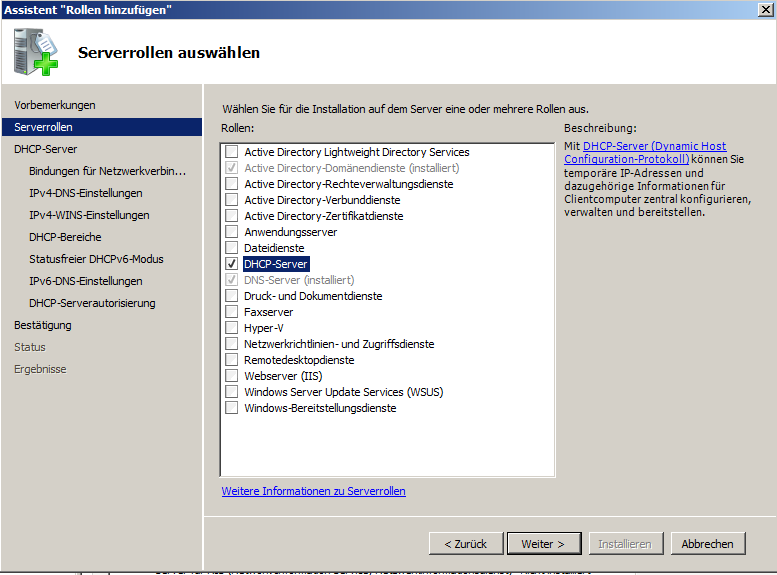 Assistent "Rollen hinzufügen"
Serverrollen auswählen
Vorbemerkungen
Serverrollen
DHCP-Server
Bindungen für Netzwerkverbin...
IPv4-DNS-Einstellungen
IPv4-WINS-Einstellungen
DHCP-Bereiche
Statusfreier DHCPv6-Modus
IPv6-DNS-Einstellungen
DHCP-Serverautorisierung
Bestätigung
Status
Ergebnisse
Wählen Sie für die Installation auf dem Server eine oder mehrere Rollen aus.
Rollen:
Active Directory Lightweight Directory Services
Active Directory-Domänendienste (installiert)
Active Directory-Rechteverwaltungsdienste
Active Directory-Verbunddienste
Active Directory-Zertifikatdienste
Anwendungsserver
Dateidienste
DHCP-Server
DNS-Server (installiert)
Druck- und Dokumentdienste
Faxserver
Hyper-V
Netzwerkrichtlinien- und Zugriffsdienste
Remotedesktopdienste
Webserver (IIS)
Windows Server Update Services (WSUS)
Windows-Bereitstellungsdienste
Weitere Informationen zu Serverrollen
Beschreibung:
Mit DHCP-Server (Dynamic Host
Configuration-Protokoll) können Sie
temporäre IP-Adressen und
dazugehörige Informationen für
Clientcomputer zentral konfigurieren,
verwalten und bereitstellen.
< Zurück
Weiter >
Installieren
Abbrechen